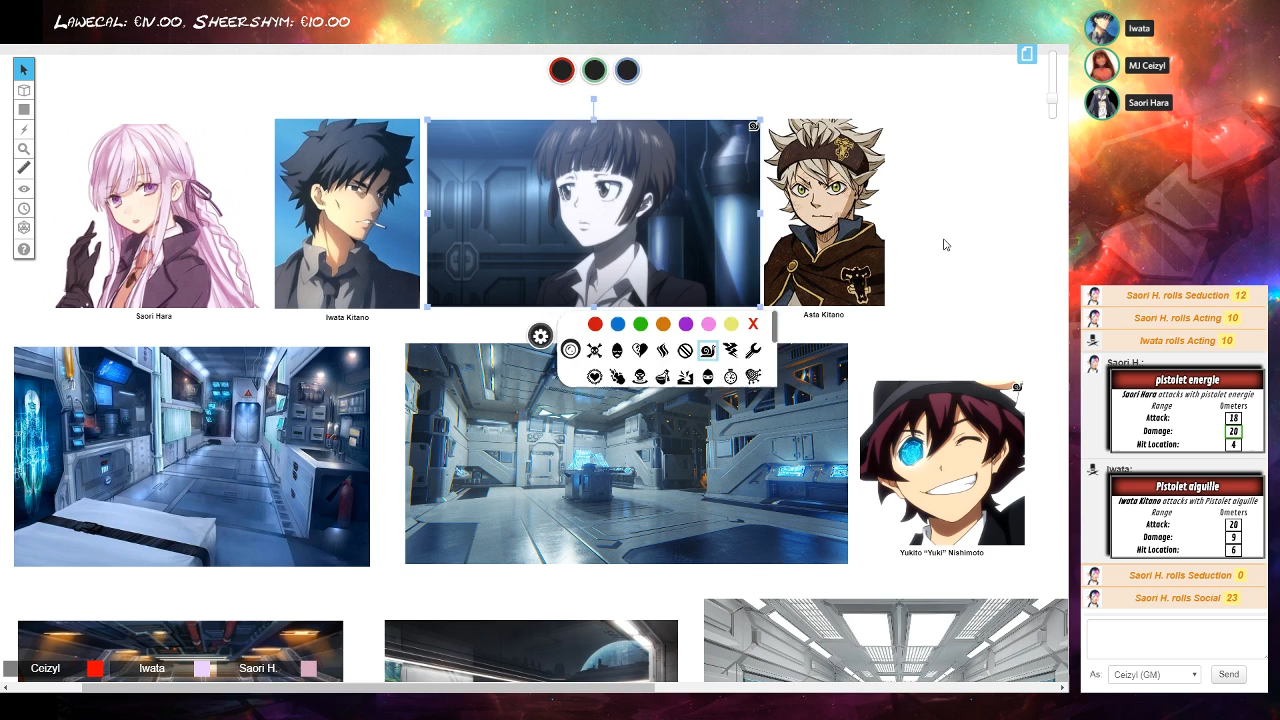 Lawecal: €1V.00, Sheershym: €10.00
Iwata
MJ Ceizyl
Saori Hara
Saori Hara
Iwata Kitano
Asta Kitano
X
Yukito “Yuki” Nishimoto
Ceizyl
Iwata
Saori H.
Saori H. rolls Seduction 12
Saori H. rolls Acting 10
Iwata rolls Acting 10
Saori H.:
pistolet energie
Saori Hara attacks with pistolet energie
Range 0meters
Attack: 18
Damage: 20
Hit Location: 4
Iwata:
Pistolet aiguille
Iwata Kitano attacks with Pistolet aiguille
Range 0meters
Attack: 20
Damage: 9
Hit Location: 6
Saori H. rolls Seduction 0
Saori H. rolls Social 23
As: Ceizyl (GM) Send